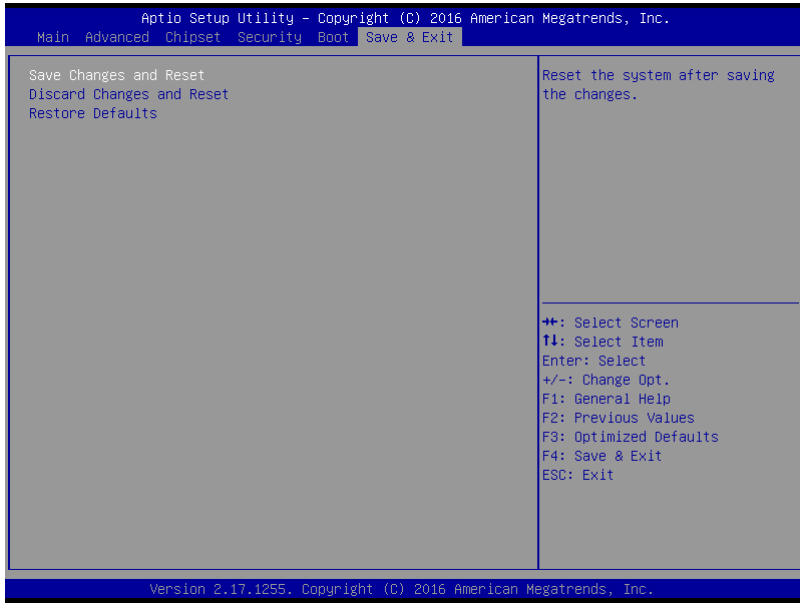 Aptio Setup Utility – Copyright (C) 2016 American Megatrends, Inc.
Main Advanced Chipset Security Boot Save & Exit
Save Changes and Reset
Discard Changes and Reset
Restore Defaults
Reset the system after saving
the changes.
→←: Select Screen
↑↓: Select Item
Enter: Select
+/-: Change Opt.
F1: General Help
F2: Previous Values
F3: Optimized Defaults
F4: Save & Exit
ESC: Exit
Version 2.17.1255. Copyright (C) 2016 American Megatrends, Inc.